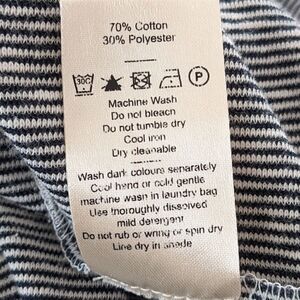 70% Cotton
30% Polyester
30C P
Machine Wash
Do not bleach
Do not tumble dry
Cool iron
Dry cleanable
Wash dark colours senarately
Cool hand or cold gentle
machine wash in laundry bag
Use thoroughly dissolved
mild detergent
Do not rub or wring or spin dry
Line dry in shade